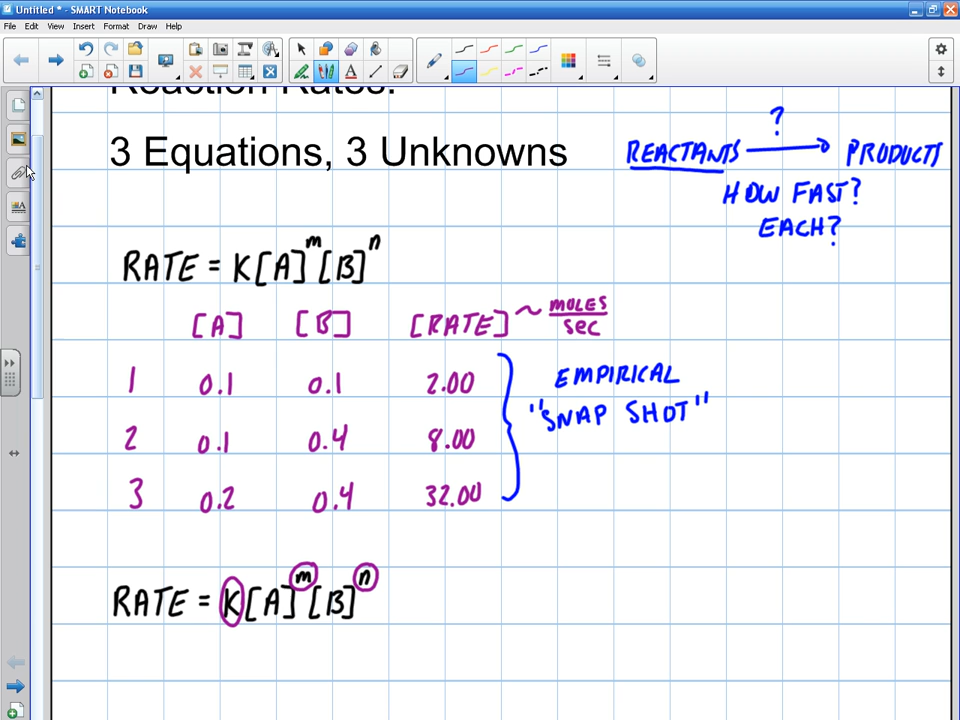 Untitled * - SMART Notebook
File Edit View Insert Format Draw Help
Reaction Rates:
3 Equations, 3 Unknowns
?
REACTANTS → PRODUCTS
HOW FAST?
EACH?
RATE = K[A]^m[B]^n
[A] [B] [RATE] ~ MOLES/SEC
1 0.1 0.1 2.00
2 0.1 0.4 8.00
3 0.2 0.4 32.00
EMPIRICAL
"SNAP SHOT"
RATE = K[A]^m[B]^n